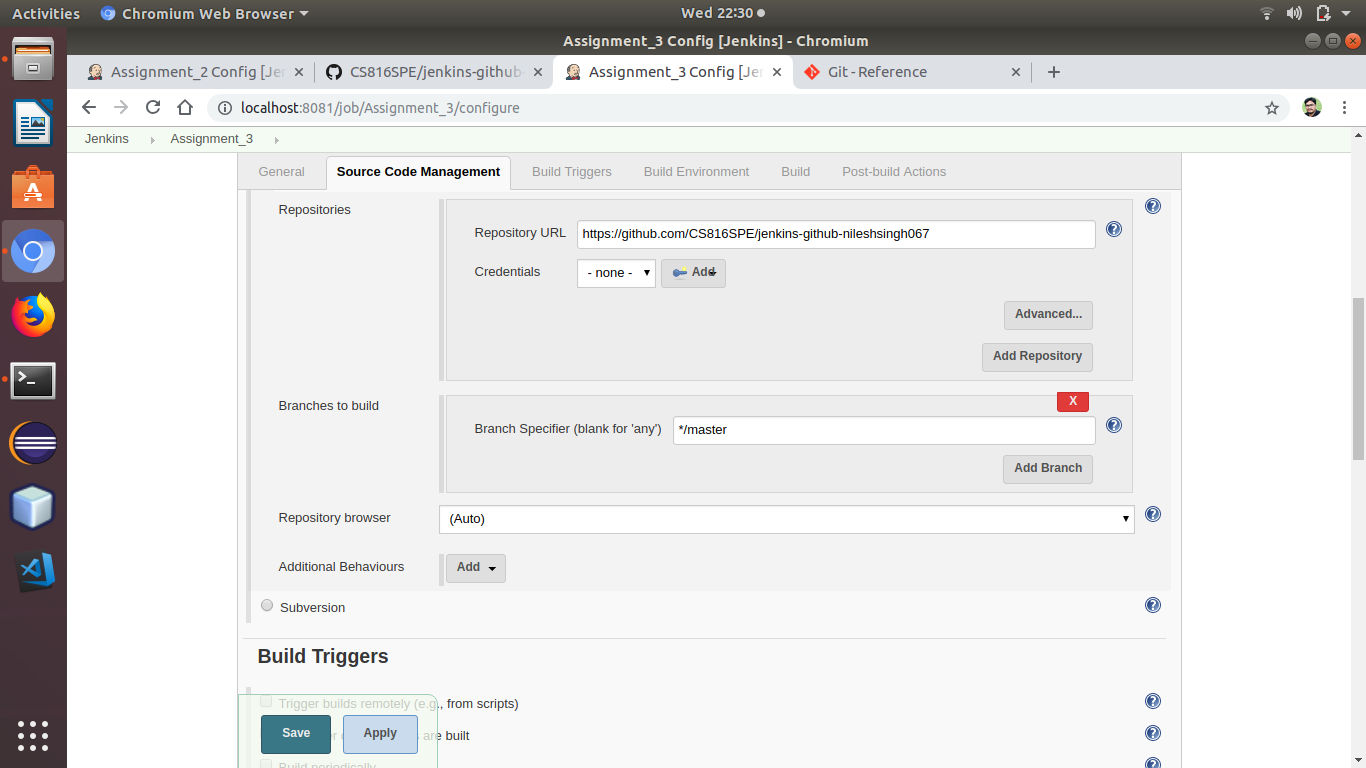 Activities Chromium Web Browser Wed 22:30
Assignment_3 Config [Jenkins] - Chromium
Assignment_2 Config [Je CS816SPE/jenkins-github- Assignment_3 Config [Je Git - Reference
localhost:8081/job/Assignment_3/configure
Jenkins Assignment_3
General Source Code Management Build Triggers Build Environment Build Post-build Actions
Repositories
Repository URL https://github.com/CS816SPE/jenkins-github-nileshsingh067
Credentials - none - Add
Advanced...
Add Repository
Branches to build
X
Branch Specifier (blank for 'any') */master
Add Branch
Repository browser (Auto)
Additional Behaviours Add
Subversion
Build Triggers
Trigger builds remotely (e.g., from scripts)
Save Apply are built
Build periodically